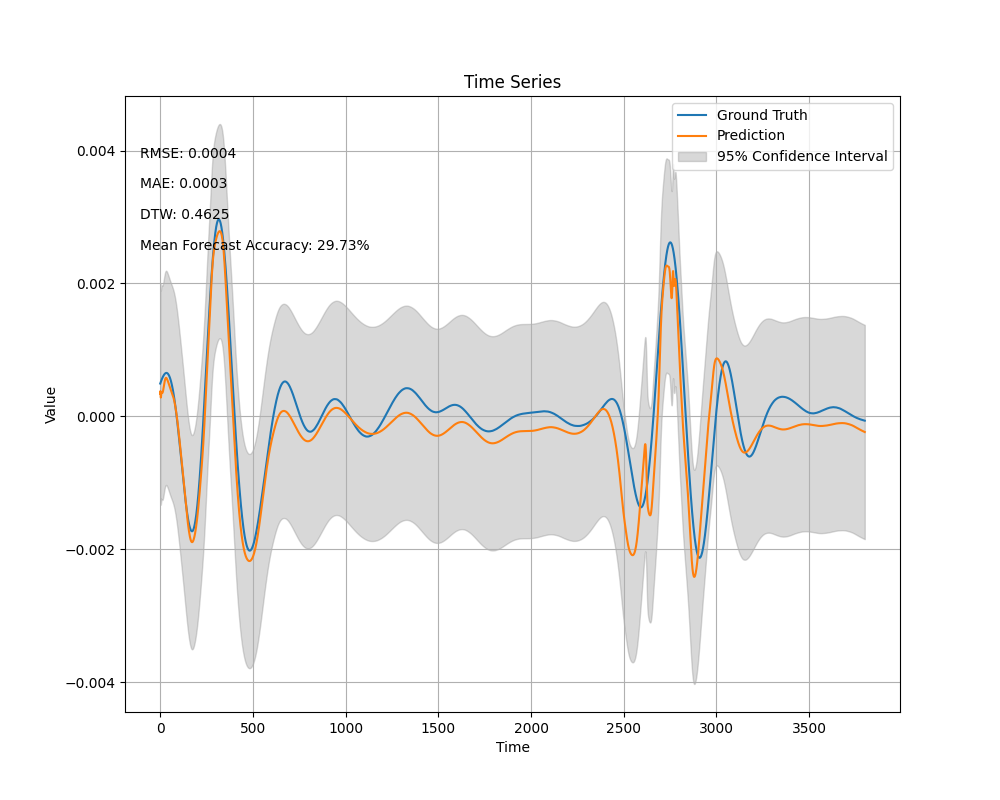 Time Series
Ground Truth
Prediction
95% Confidence Interval
RMSE: 0.0004
MAE: 0.0003
DTW: 0.4625
Mean Forecast Accuracy: 29.73%
0.004
0.002
0.000
−0.002
−0.004
Value
0 500 1000 1500 2000 2500 3000 3500
Time